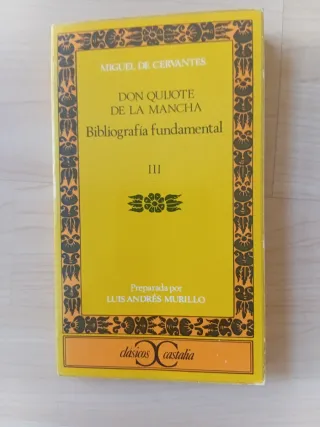 MIGUEL DE CERVANTES
DON QUIJOTE
DE LA MANCHA
Bibliografía fundamental
III
Preparada por
LUIS ANDRÉS MURILLO
clásicos castalia